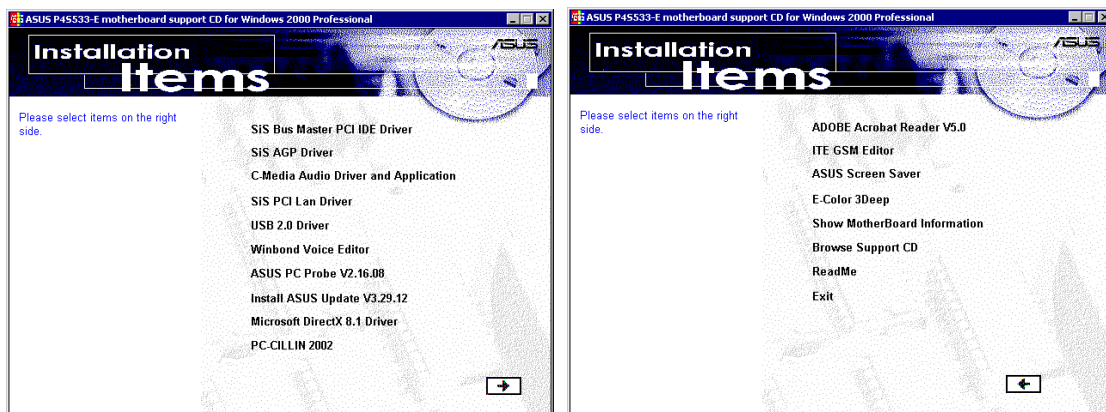 ASUS P4S533-E motherboard support CD for Windows 2000 Professional
ASUS
Installation
Items
Please select items on the right
side.
SiS Bus Master PCI IDE Driver
SiS AGP Driver
C-Media Audio Driver and Application
SiS PCI Lan Driver
USB 2.0 Driver
Winbond Voice Editor
ASUS PC Probe V2.16.08
Install ASUS Update V3.29.12
Microsoft DirectX 8.1 Driver
PC-CILLIN 2002
ASUS P4S533-E motherboard support CD for Windows 2000 Professional
ASUS
Installation
Items
Please select items on the right
side.
ADOBE Acrobat Reader V5.0
ITE GSM Editor
ASUS Screen Saver
E-Color 3Deep
Show MotherBoard Information
Browse Support CD
ReadMe
Exit